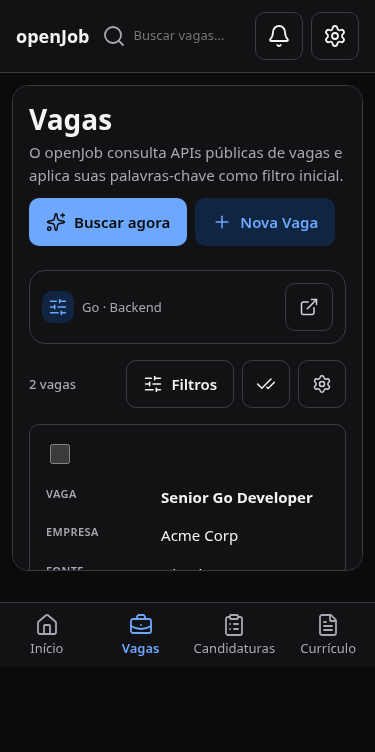 openJob
Buscar vagas...
Vagas
O openJob consulta APIs públicas de vagas e
aplica suas palavras-chave como filtro inicial.
Buscar agora
Nova Vaga
Go · Backend
2 vagas
Filtros
VAGA
Senior Go Developer
EMPRESA
Acme Corp
Início
Vagas
Candidaturas
Currículo